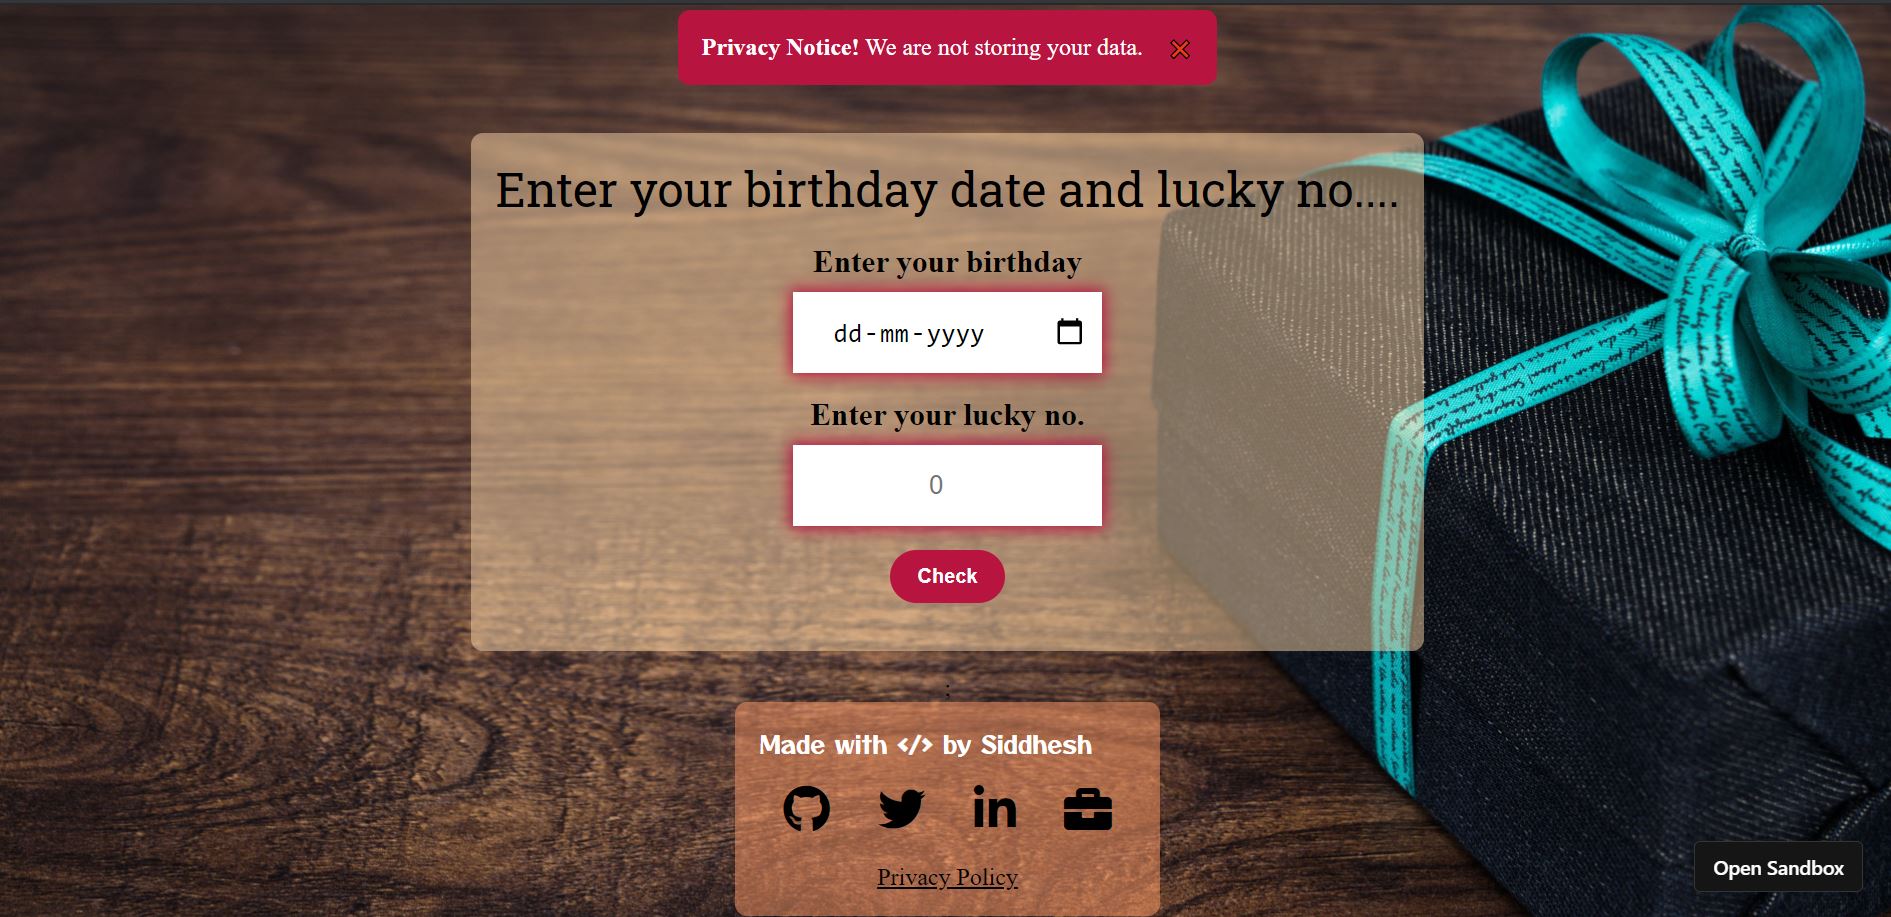 Privacy Notice! We are not storing your data.
Enter your birthday date and lucky no....
Enter your birthday
dd-mm-yyyy
Enter your lucky no.
0
Check
;
Made with </> by Siddhesh
in
Privacy Policy
Open Sandbox